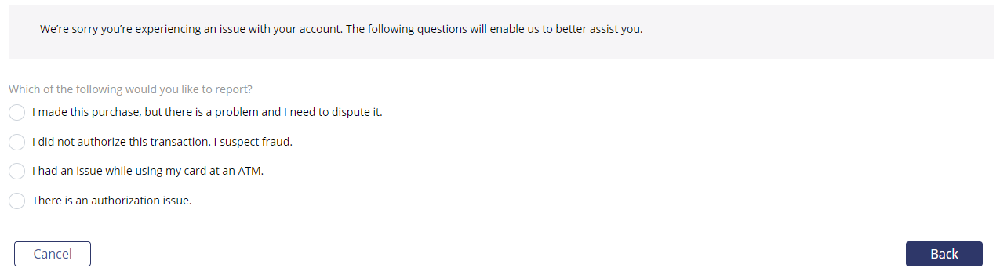 We’re sorry you’re experiencing an issue with your account. The following questions will enable us to better assist you.
Which of the following would you like to report?
I made this purchase, but there is a problem and I need to dispute it.
I did not authorize this transaction. I suspect fraud.
I had an issue while using my card at an ATM.
There is an authorization issue.
Cancel
Back